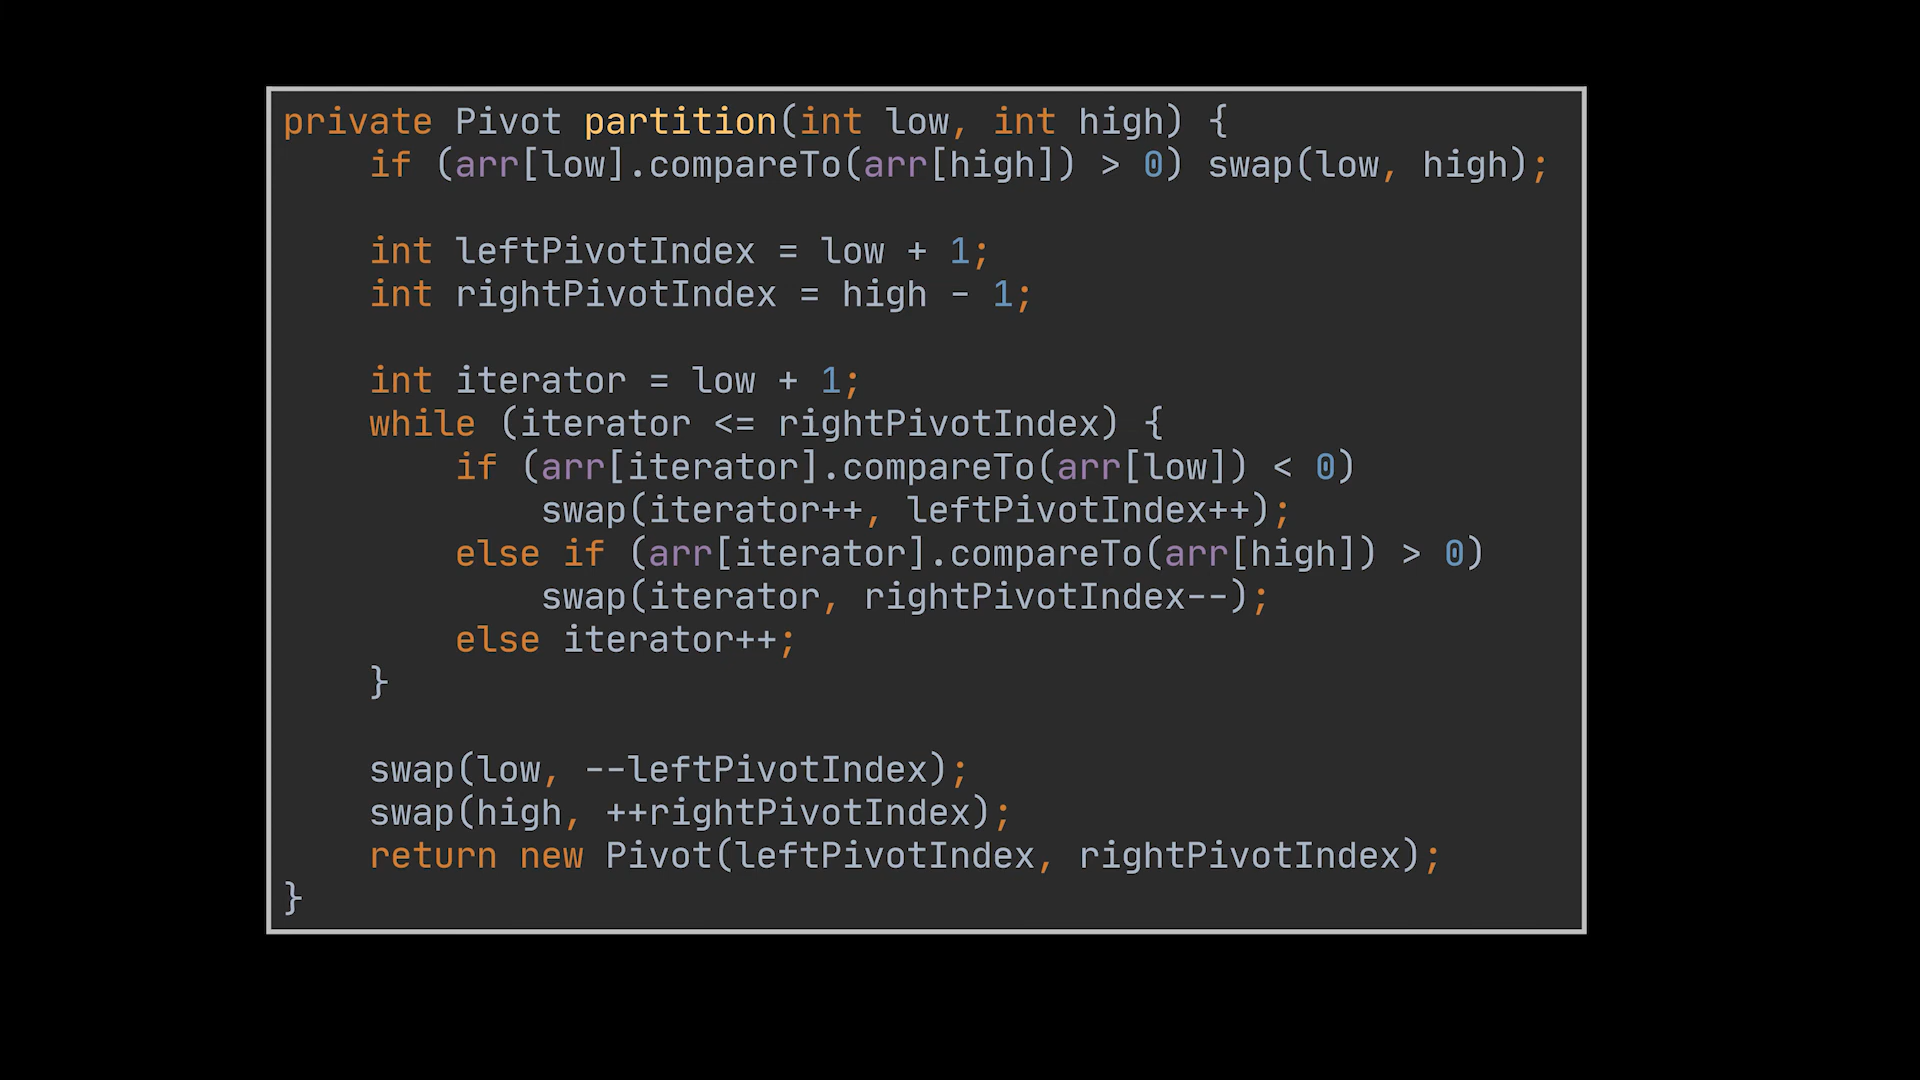 private Pivot partition(int low, int high) {
    if (arr[low].compareTo(arr[high]) > 0) swap(low, high);
    int leftPivotIndex = low + 1;
    int rightPivotIndex = high - 1;
    int iterator = low + 1;
    while (iterator <= rightPivotIndex) {
        if (arr[iterator].compareTo(arr[low]) < 0)
            swap(iterator++, leftPivotIndex++);
        else if (arr[iterator].compareTo(arr[high]) > 0)
            swap(iterator, rightPivotIndex--);
        else iterator++;
    }
    swap(low, --leftPivotIndex);
    swap(high, ++rightPivotIndex);
    return new Pivot(leftPivotIndex, rightPivotIndex);
}